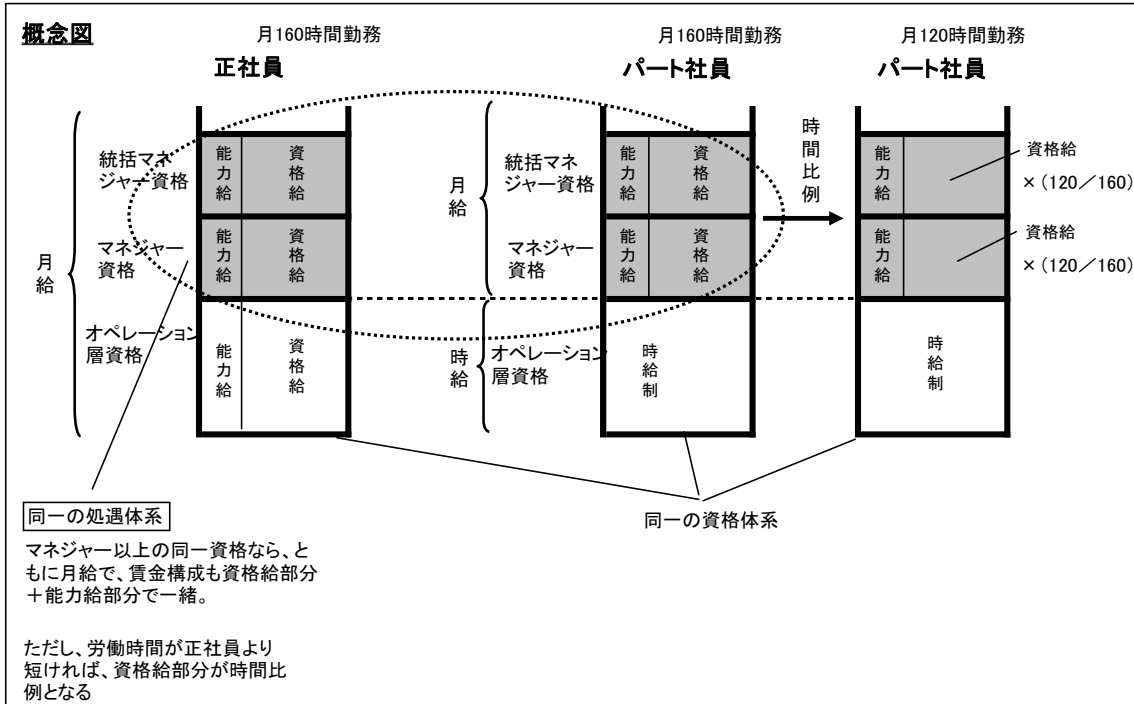 概念図
月160時間勤務
正社員
月160時間勤務
パート社員
月120時間勤務
パート社員
月給
統括マネ
ジャー資格
マネジャー
資格
オペレーション
層資格
能力給
資格給
能力給
資格給
能力給
資格給
月給
時給
統括マネ
ジャー資格
マネジャー
資格
オペレーション
層資格
能力給
資格給
能力給
資格給
時給制
時間比例
能力給
能力給
時給制
資格給
×(120/160)
資格給
×(120/160)
同一の処遇体系
マネジャー以上の同一資格なら、と
もに月給で、賃金構成も資格給部分
+能力給部分で一緒。
ただし、労働時間が正社員より
短ければ、資格給部分が時間比
例となる
同一の資格体系